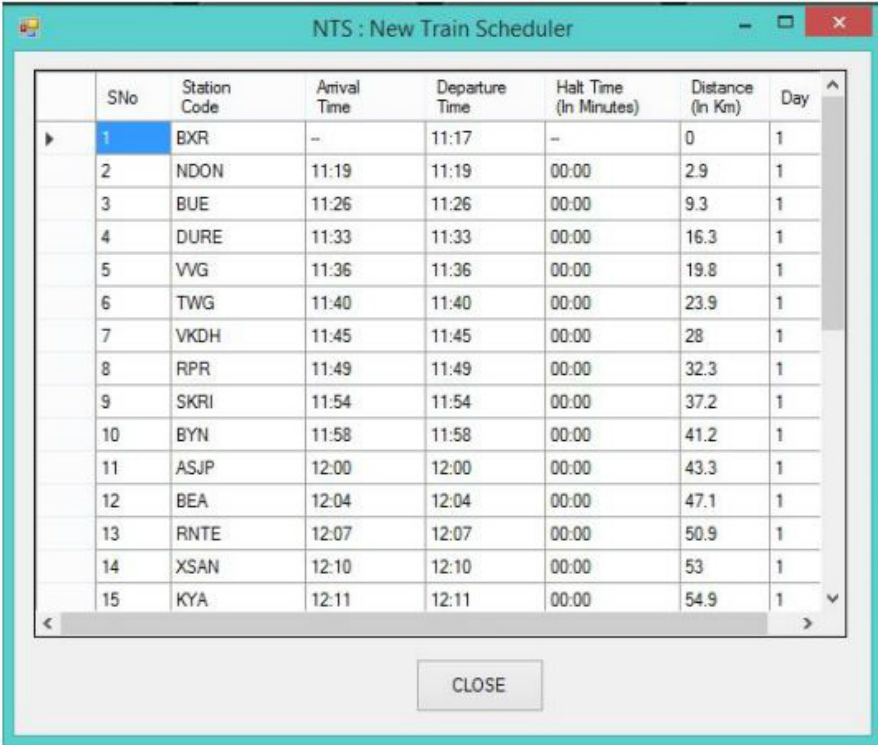 NTS : New Train Scheduler
SNo Station Code Arrival Time Departure Time Halt Time (In Minutes) Distance (In Km) Day
1 BXR -- 11:17 -- 0 1
2 NDON 11:19 11:19 00:00 2.9 1
3 BUE 11:26 11:26 00:00 9.3 1
4 DURE 11:33 11:33 00:00 16.3 1
5 VVG 11:36 11:36 00:00 19.8 1
6 TWG 11:40 11:40 00:00 23.9 1
7 VKDH 11:45 11:45 00:00 28 1
8 RPR 11:49 11:49 00:00 32.3 1
9 SKRI 11:54 11:54 00:00 37.2 1
10 BYN 11:58 11:58 00:00 41.2 1
11 ASJP 12:00 12:00 00:00 43.3 1
12 BEA 12:04 12:04 00:00 47.1 1
13 RNTE 12:07 12:07 00:00 50.9 1
14 XSAN 12:10 12:10 00:00 53 1
15 KYA 12:11 12:11 00:00 54.9 1
CLOSE